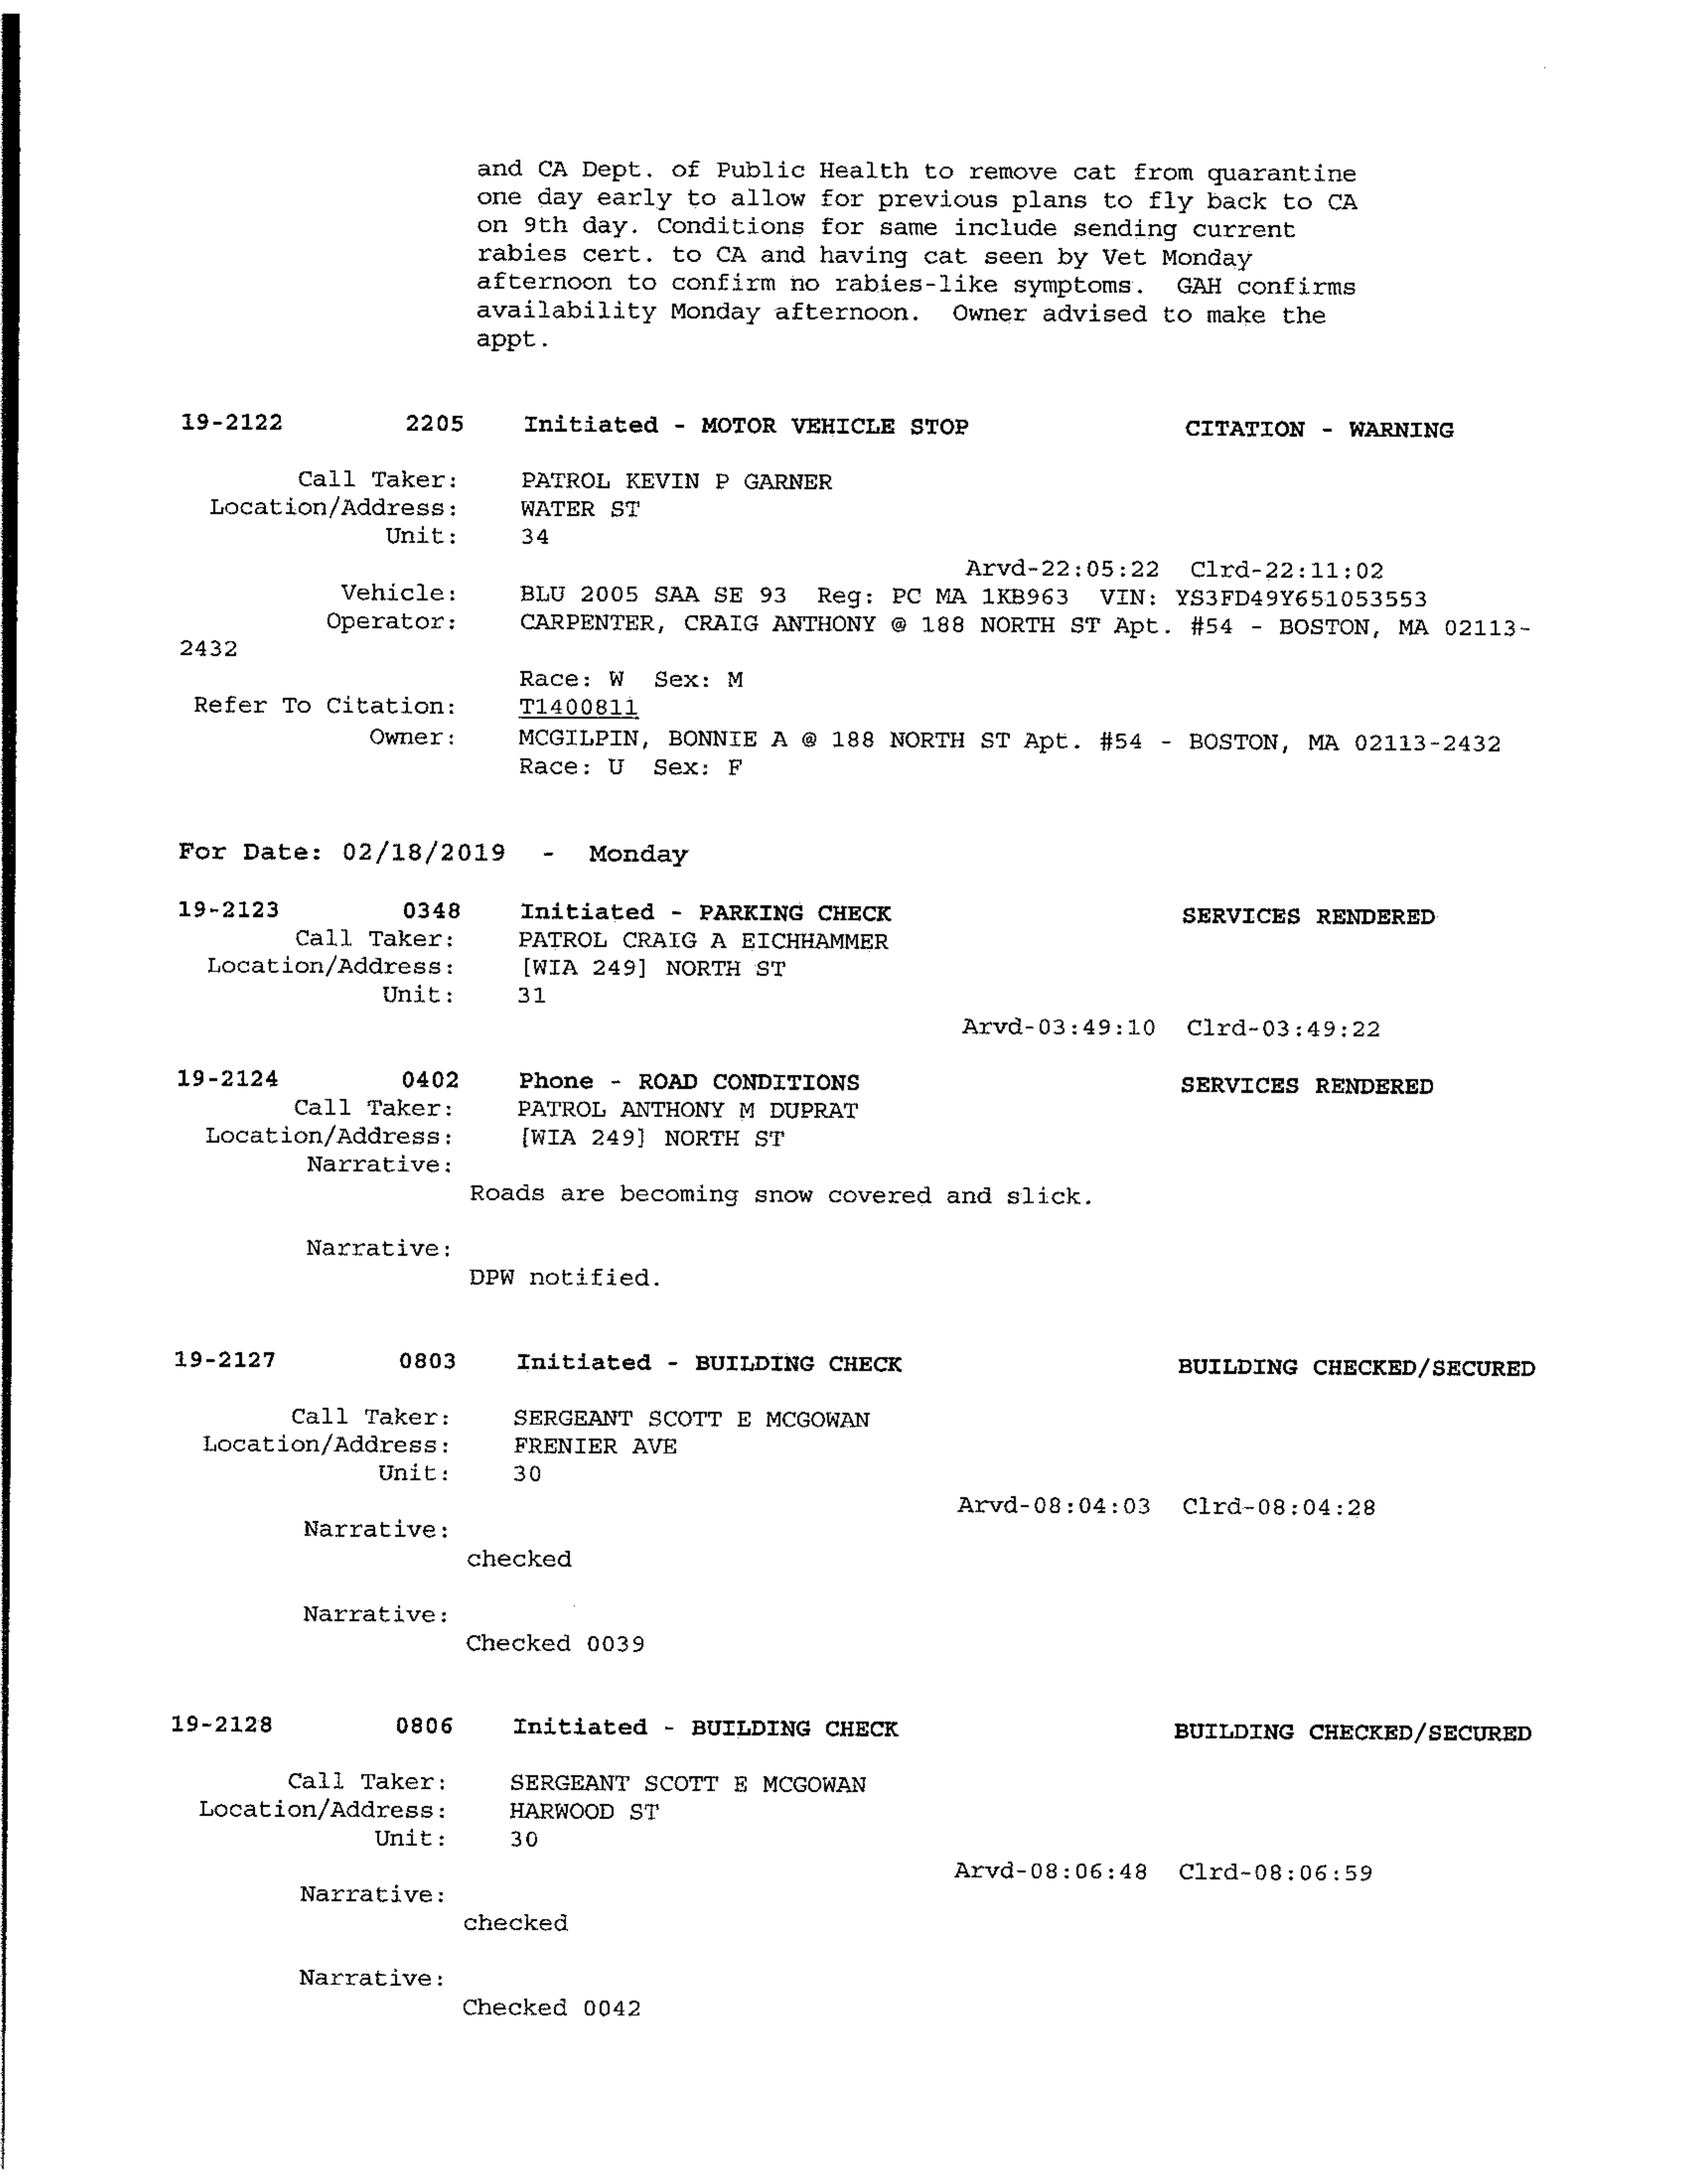 and CA Dept. of Public Health to remove cat from quarantine
one day early to allow for previous plans to fly back to CA
on 9th day. Conditions for same include sending current
rabies cert. to CA and having cat seen by Vet Monday
afternoon to confirm no rabies-like symptoms. GAH confirms
availability Monday afternoon. Owner advised to make the
appt.
19-2122 2205 Initiated - MOTOR VEHICLE STOP CITATION - WARNING
Call Taker: PATROL KEVIN P GARNER
Location/Address: WATER ST
Unit: 34
Arvd-22:05:22 Clrd-22:11:02
Vehicle: BLU 2005 SAA SE 93 Reg: PC MA 1KB963 VIN: YS3FD49Y651053553
Operator: CARPENTER, CRAIG ANTHONY @ 188 NORTH ST Apt. #54 - BOSTON, MA 02113-
2432
Race: W Sex: M
Refer To Citation: T1400811
Owner: MCGILPIN, BONNIE A @ 188 NORTH ST Apt. #54 - BOSTON, MA 02113-2432
Race: U Sex: F
For Date: 02/18/2019 - Monday
19-2123 0348 Initiated - PARKING CHECK SERVICES RENDERED
Call Taker: PATROL CRAIG A EICHHAMMER
Location/Address: [WIA 249] NORTH ST
Unit: 31
Arvd-03:49:10 Clrd-03:49:22
19-2124 0402 Phone - ROAD CONDITIONS SERVICES RENDERED
Call Taker: PATROL ANTHONY M DUPRAT
Location/Address: [WIA 249] NORTH ST
Narrative:
Roads are becoming snow covered and slick.
Narrative:
DPW notified.
19-2127 0803 Initiated - BUILDING CHECK BUILDING CHECKED/SECURED
Call Taker: SERGEANT SCOTT E MCGOWAN
Location/Address: FRENIER AVE
Unit: 30
Arvd-08:04:03 Clrd-08:04:28
Narrative:
checked
Narrative:
Checked 0039
19-2128 0806 Initiated - BUILDING CHECK BUILDING CHECKED/SECURED
Call Taker: SERGEANT SCOTT E MCGOWAN
Location/Address: HARWOOD ST
Unit: 30
Arvd-08:06:48 Clrd-08:06:59
Narrative:
checked
Narrative:
Checked 0042